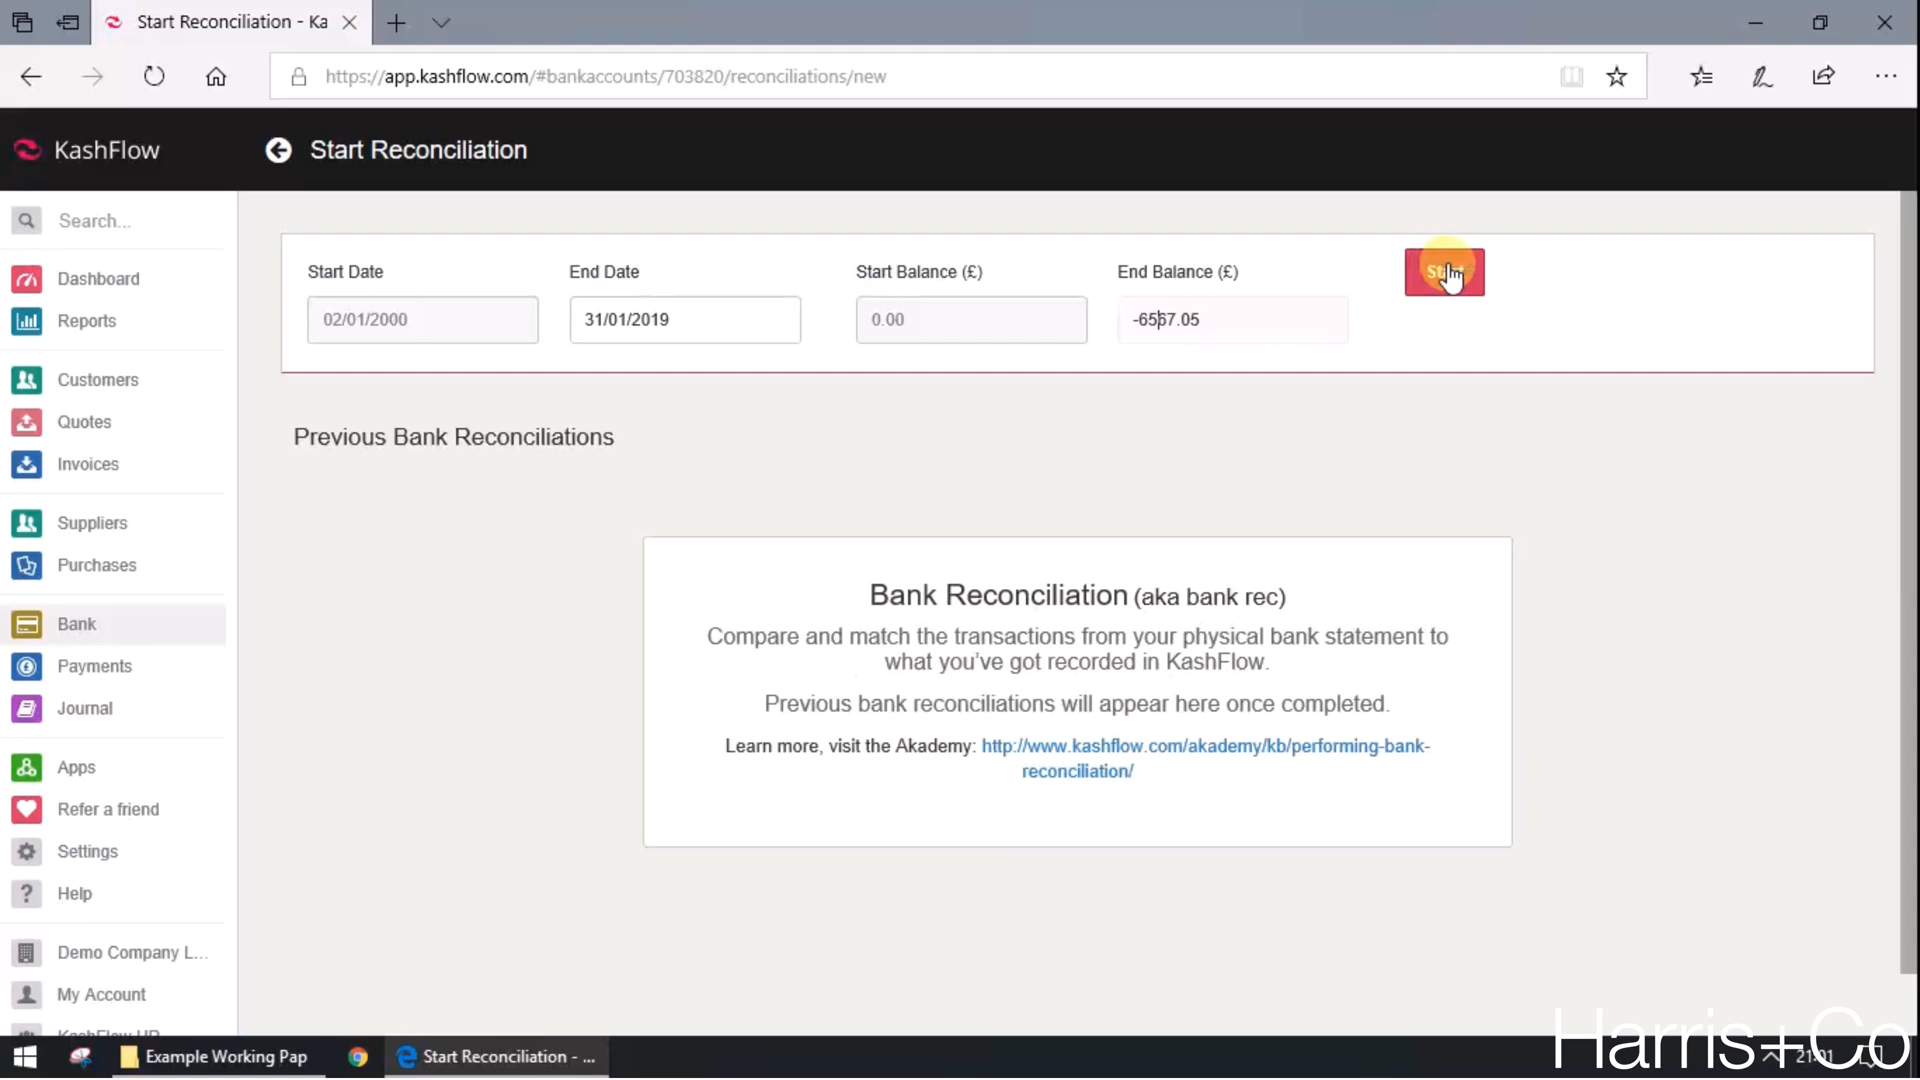 Start Reconciliation - Ka
https://app.kashflow.com/#bankaccounts/703820/reconciliations/new
KashFlow
Start Reconciliation
Search...
Dashboard
Reports
Customers
Quotes
Invoices
Suppliers
Purchases
Bank
Payments
Journal
Apps
Refer a friend
Settings
Help
Demo Company L...
My Account
KashFlow HR
Start Date
End Date
Start Balance (£)
End Balance (£)
Start
02/01/2000
31/01/2019
0.00
-6567.05
Previous Bank Reconciliations
Bank Reconciliation (aka bank rec)
Compare and match the transactions from your physical bank statement to
what you've got recorded in KashFlow.
Previous bank reconciliations will appear here once completed.
Learn more, visit the Akademy: http://www.kashflow.com/akademy/kb/performing-bank-
reconciliation/
Example Working Pap
Start Reconciliation - ...
21:01
Harris+Co